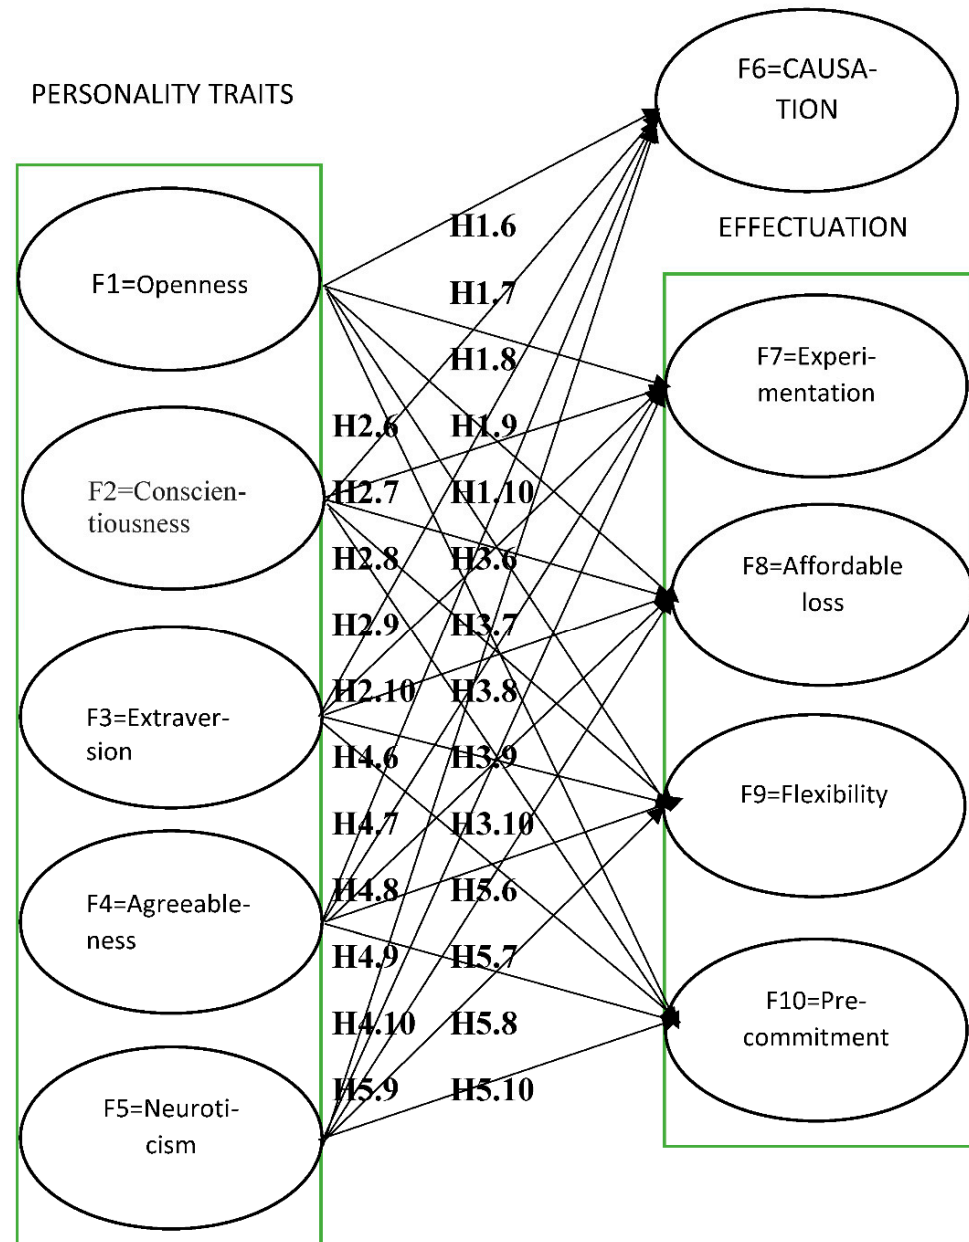 PERSONALITY TRAITS
F1=Openness
F2=Conscien-
tiousness
F3=Extraver-
sion
F4=Agreeable-
ness
F5=Neuroti-
cism
H1.6
H1.7
H1.8
H2.6 H1.9
H2.7 H1.10
H2.8 H3.6
H2.9 H3.7
H2.10 H3.8
H4.6 H3.9
H4.7 H3.10
H4.8 H5.6
H4.9 H5.7
H4.10 H5.8
H5.9 H5.10
F6=CAUSA-
TION
EFFECTUATION
F7=Experi-
mentation
F8=Affordable
loss
F9=Flexibility
F10=Pre-
commitment